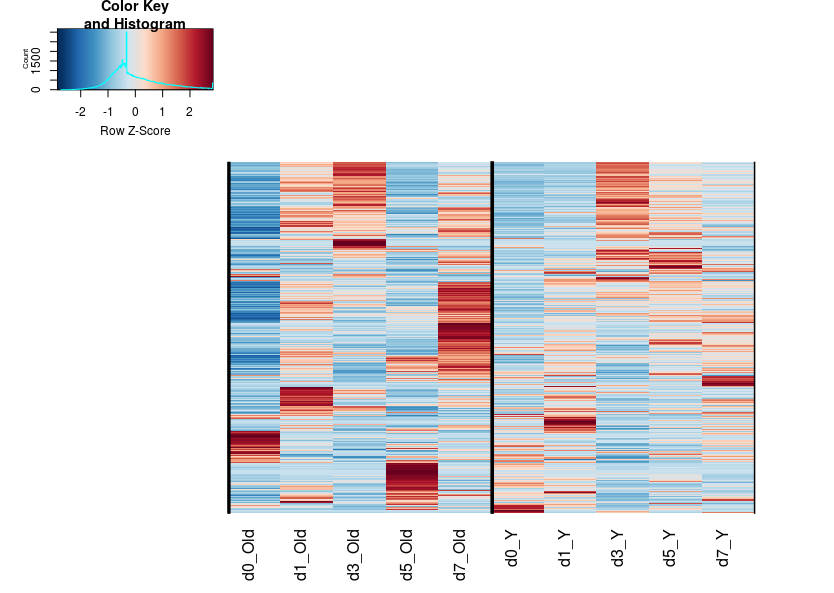 Color Key
and Histogram
Count
0 1500
-2 -1 0 1 2
Row Z-Score
d0_Old d1_Old d3_Old d5_Old d7_Old d0_Y d1_Y d3_Y d5_Y d7_Y